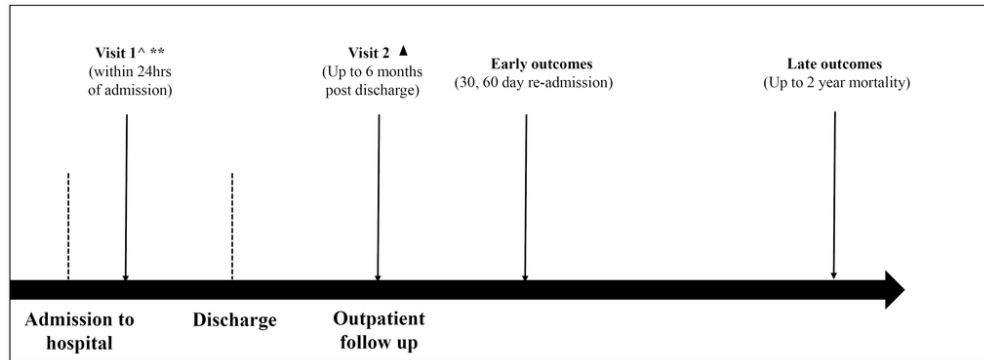 Visit 1^ **
(within 24hrs
of admission)
Visit 2 ▲
(Up to 6 months
post discharge)
Early outcomes
(30, 60 day re-admission)
Late outcomes
(Up to 2 year mortality)
Admission to
hospital
Discharge
Outpatient
follow up